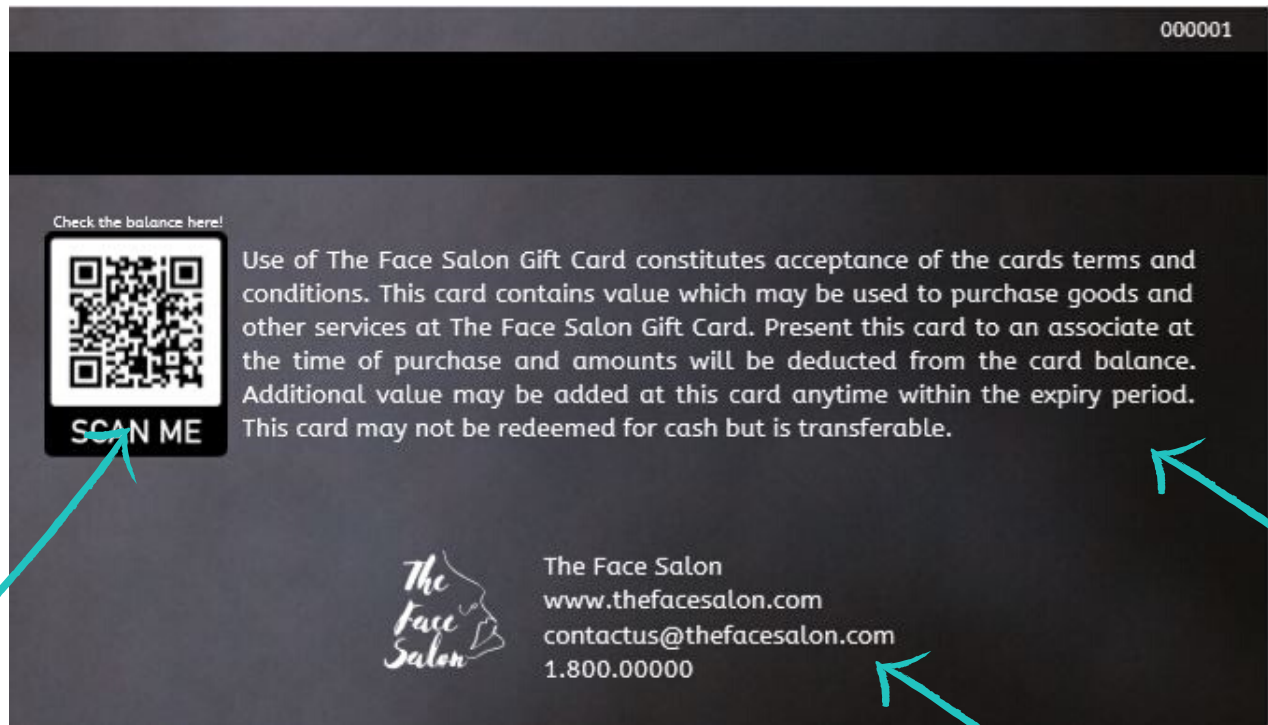 000001
Check the balance here!
SCAN ME
Use of The Face Salon Gift Card constitutes acceptance of the cards terms and
conditions. This card contains value which may be used to purchase goods and
other services at The Face Salon Gift Card. Present this card to an associate at
the time of purchase and amounts will be deducted from the card balance.
Additional value may be added at this card anytime within the expiry period.
This card may not be redeemed for cash but is transferable.
The
Face
Salon
The Face Salon
www.thefacesalon.com
contactus@thefacesalon.com
1.800.00000